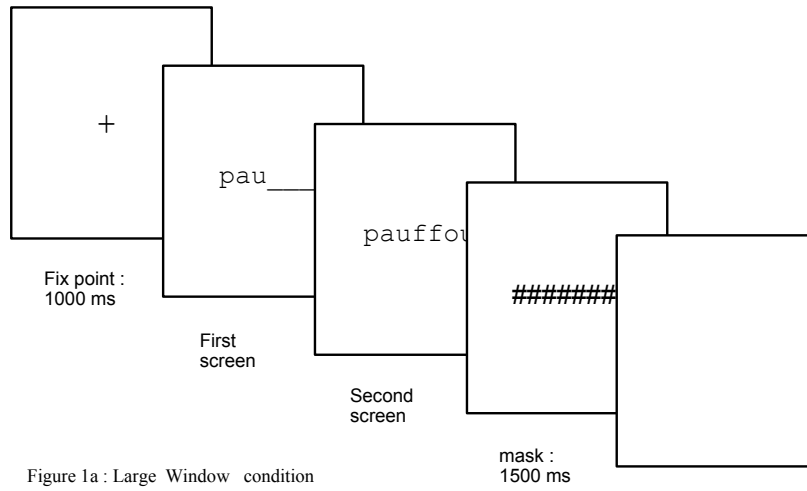 +
pau___
pauffou
#######
Fix point :
1000 ms
First
screen
Second
screen
mask :
1500 ms
Figure 1a : Large Window condition